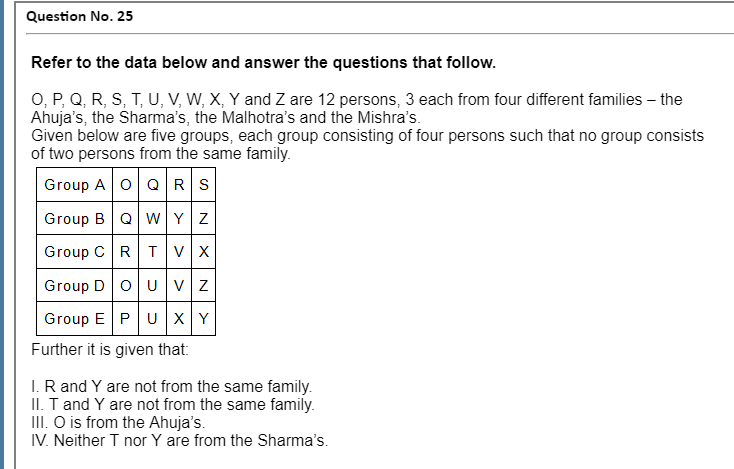 Question No. 25
Refer to the data below and answer the questions that follow.
O, P, Q, R, S, T, U, V, W, X, Y and Z are 12 persons, 3 each from four different families – the
Ahuja's, the Sharma's, the Malhotra's and the Mishra's.
Given below are five groups, each group consisting of four persons such that no group consists
of two persons from the same family.
Group A O Q R S
Group B Q W Y Z
Group C R T V X
Group D O U V Z
Group E P U X Y
Further it is given that:
I. R and Y are not from the same family.
II. T and Y are not from the same family.
III. O is from the Ahuja's.
IV. Neither T nor Y are from the Sharma's.